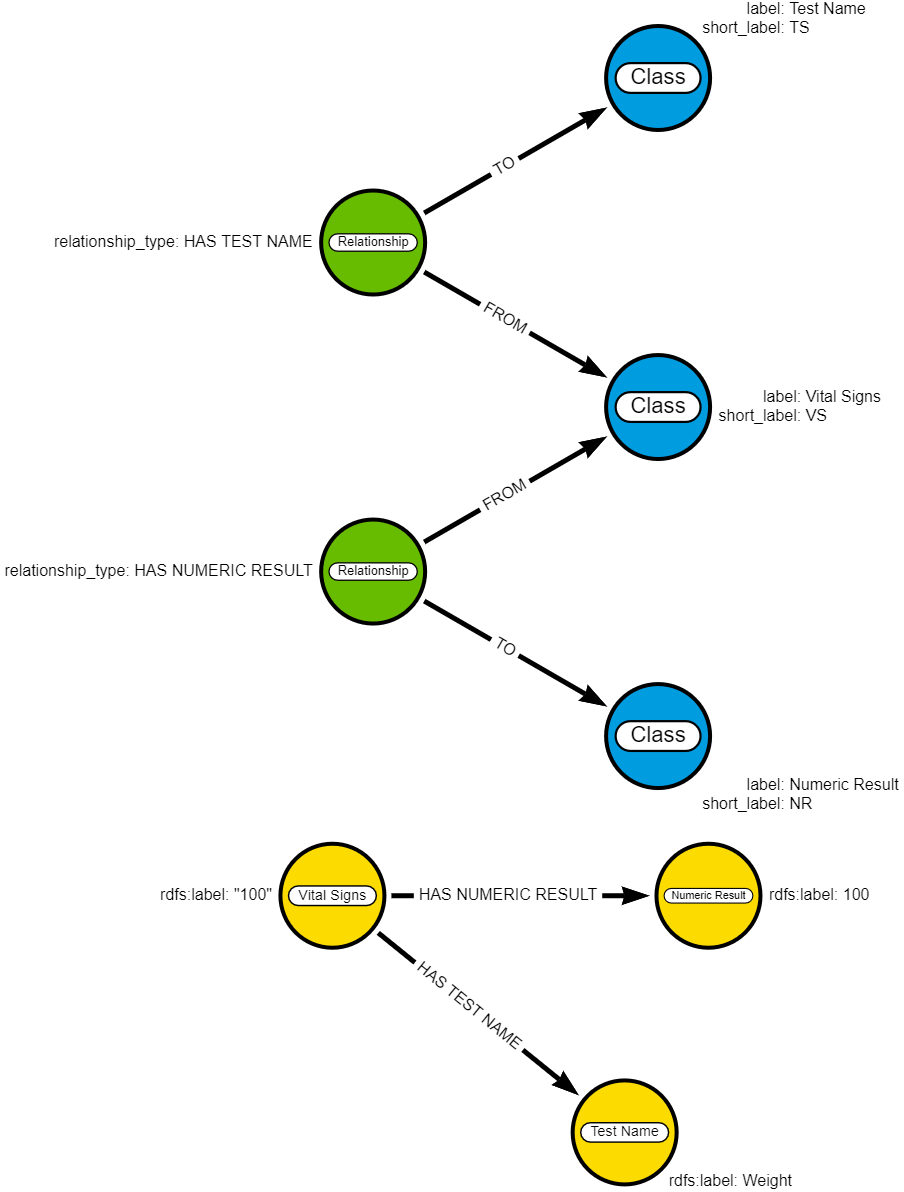 label: Test Name
short_label: TS
Class
TO
relationship_type: HAS TEST NAME
Relationship
FROM
Class
label: Vital Signs
short_label: VS
FROM
relationship_type: HAS NUMERIC RESULT
Relationship
TO
Class
label: Numeric Result
short_label: NR
rdfs:label: "100"
Vital Signs
HAS NUMERIC RESULT
Numeric Result
rdfs:label: 100
HAS TEST NAME
Test Name
rdfs:label: Weight